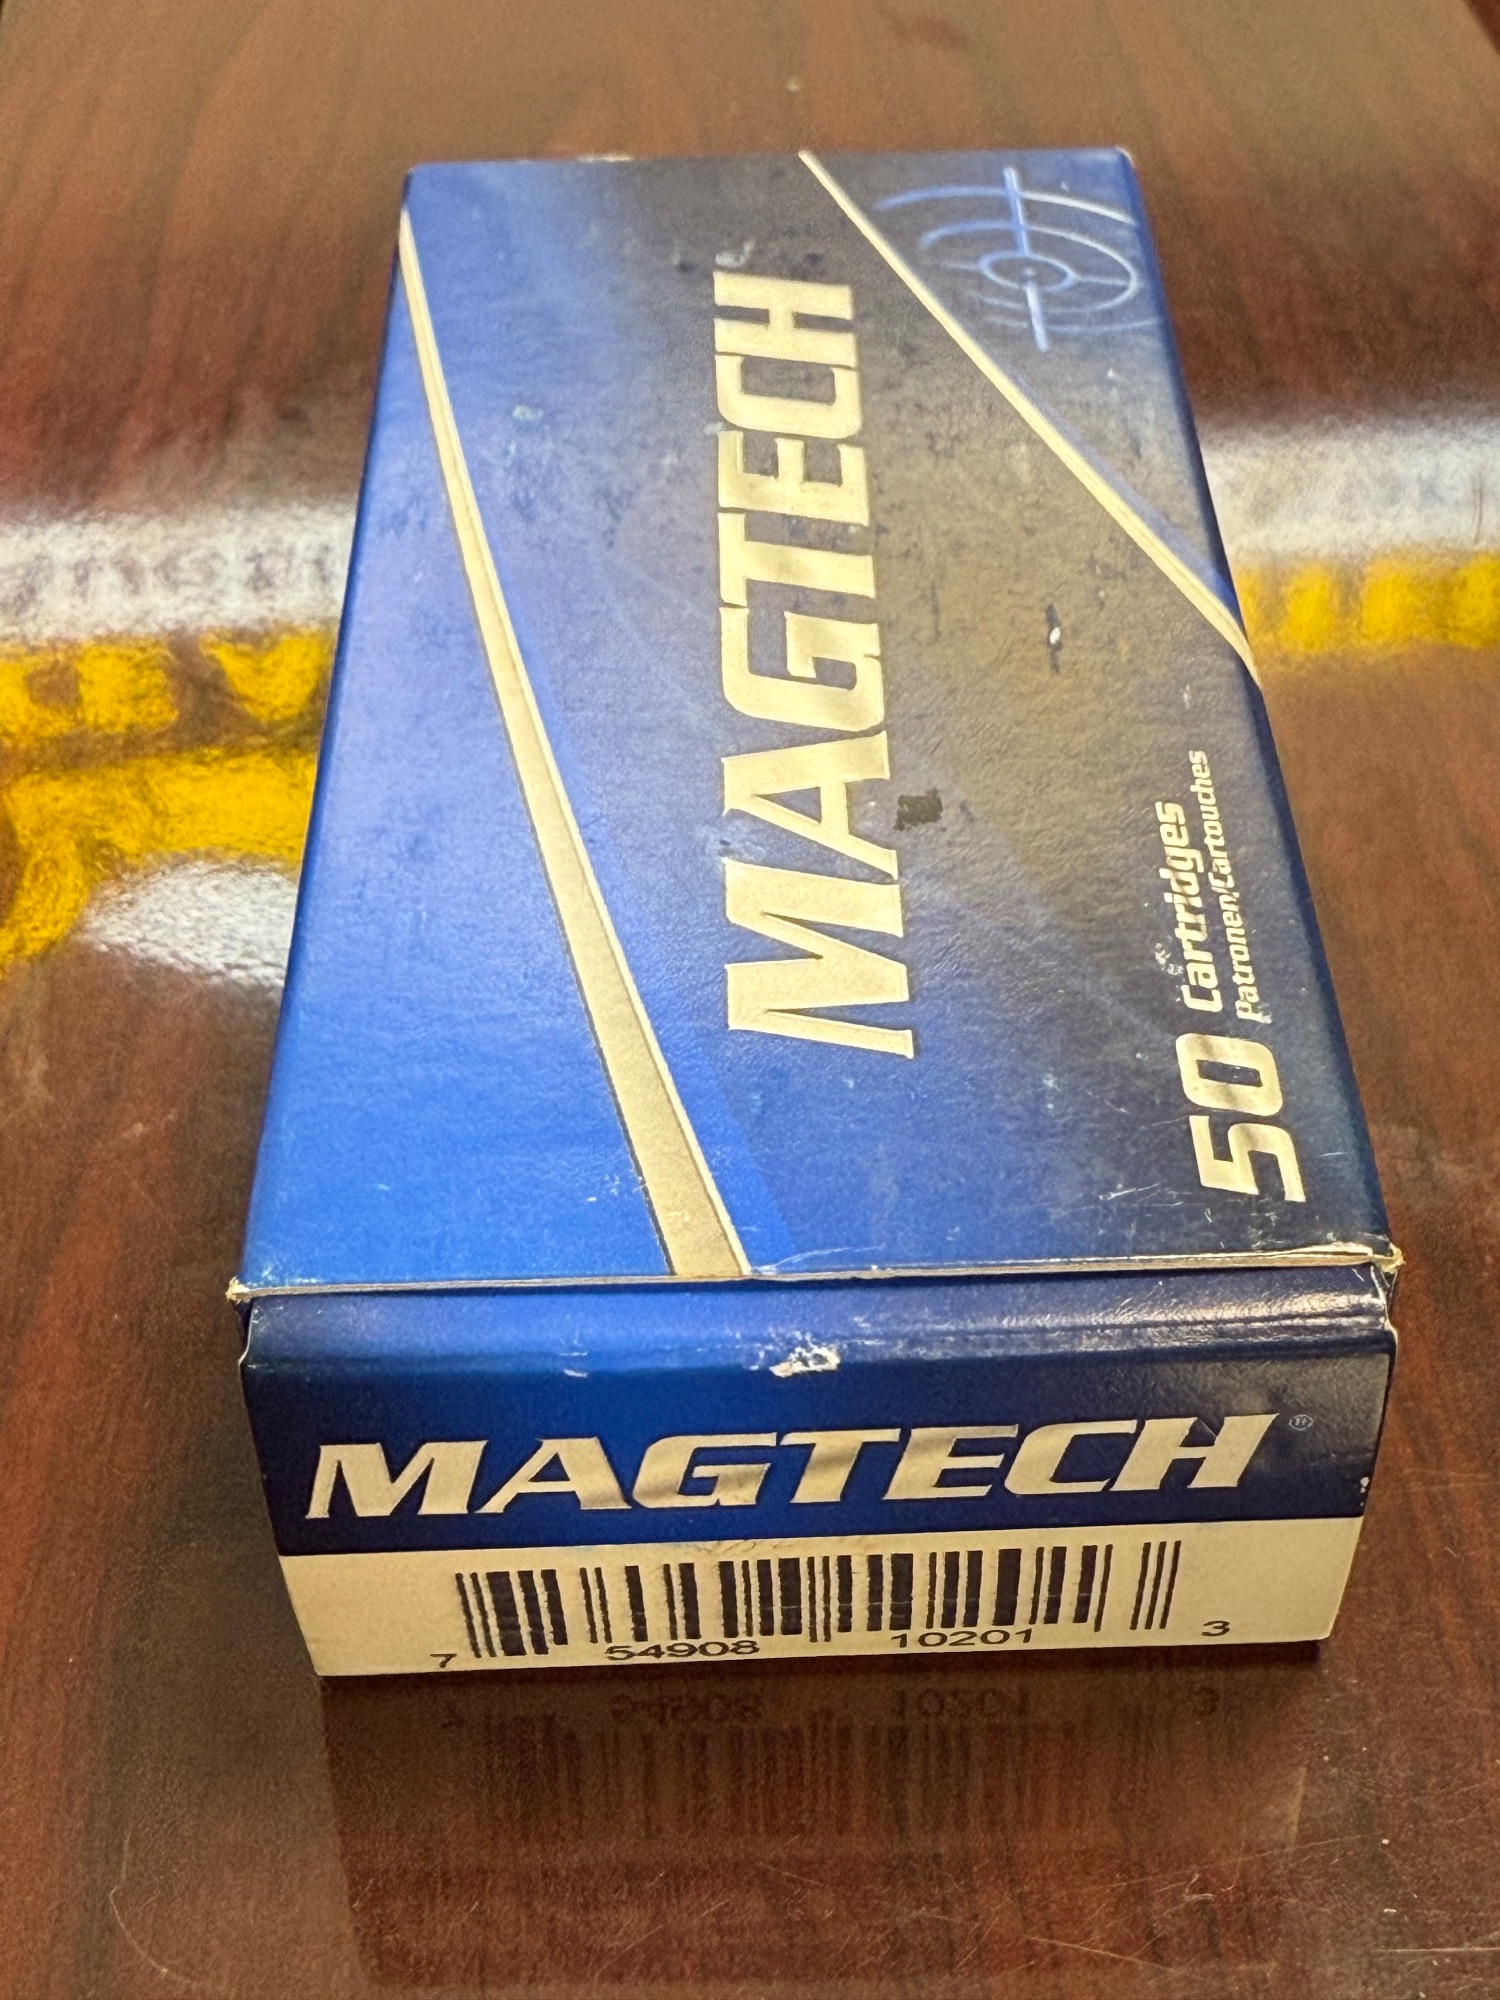 MAGTECH
50 Cartridges
Patronen/Cartouches
MAGTECH®
7 54908 10201 3